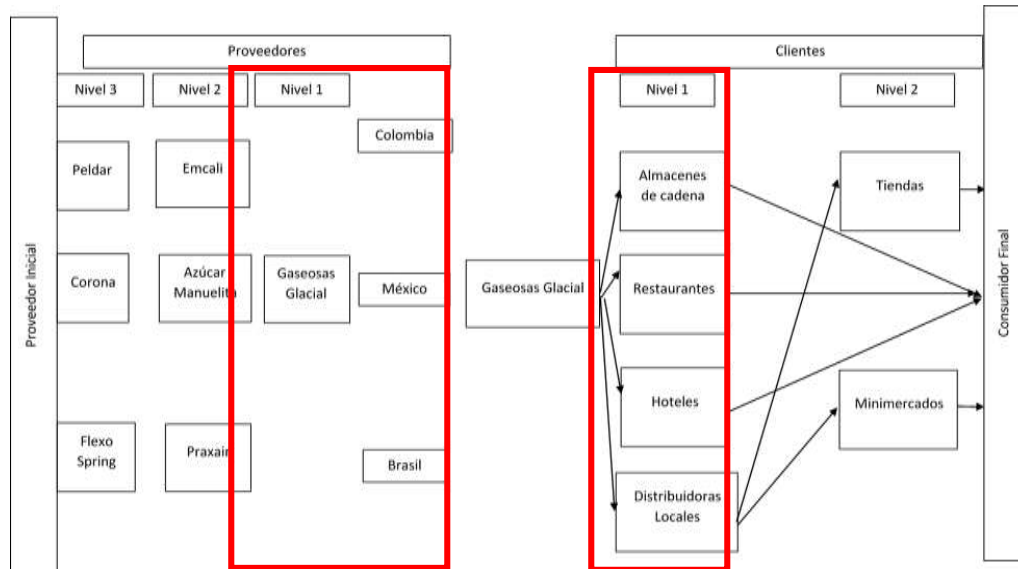 Proveedores
Clientes
Nivel 3
Nivel 2
Nivel 1
Nivel 1
Nivel 2
Colombia
Peldar
Emcali
Almacenes
de cadena
Tiendas
Proveedor Inicial
Corona
Azúcar
Manuelita
Gaseosas
Glacial
México
Gaseosas Glacial
Restaurantes
Consumidor Final
Hoteles
Minimercados
Flexo
Spring
Praxair
Brasil
Distribuidoras
Locales